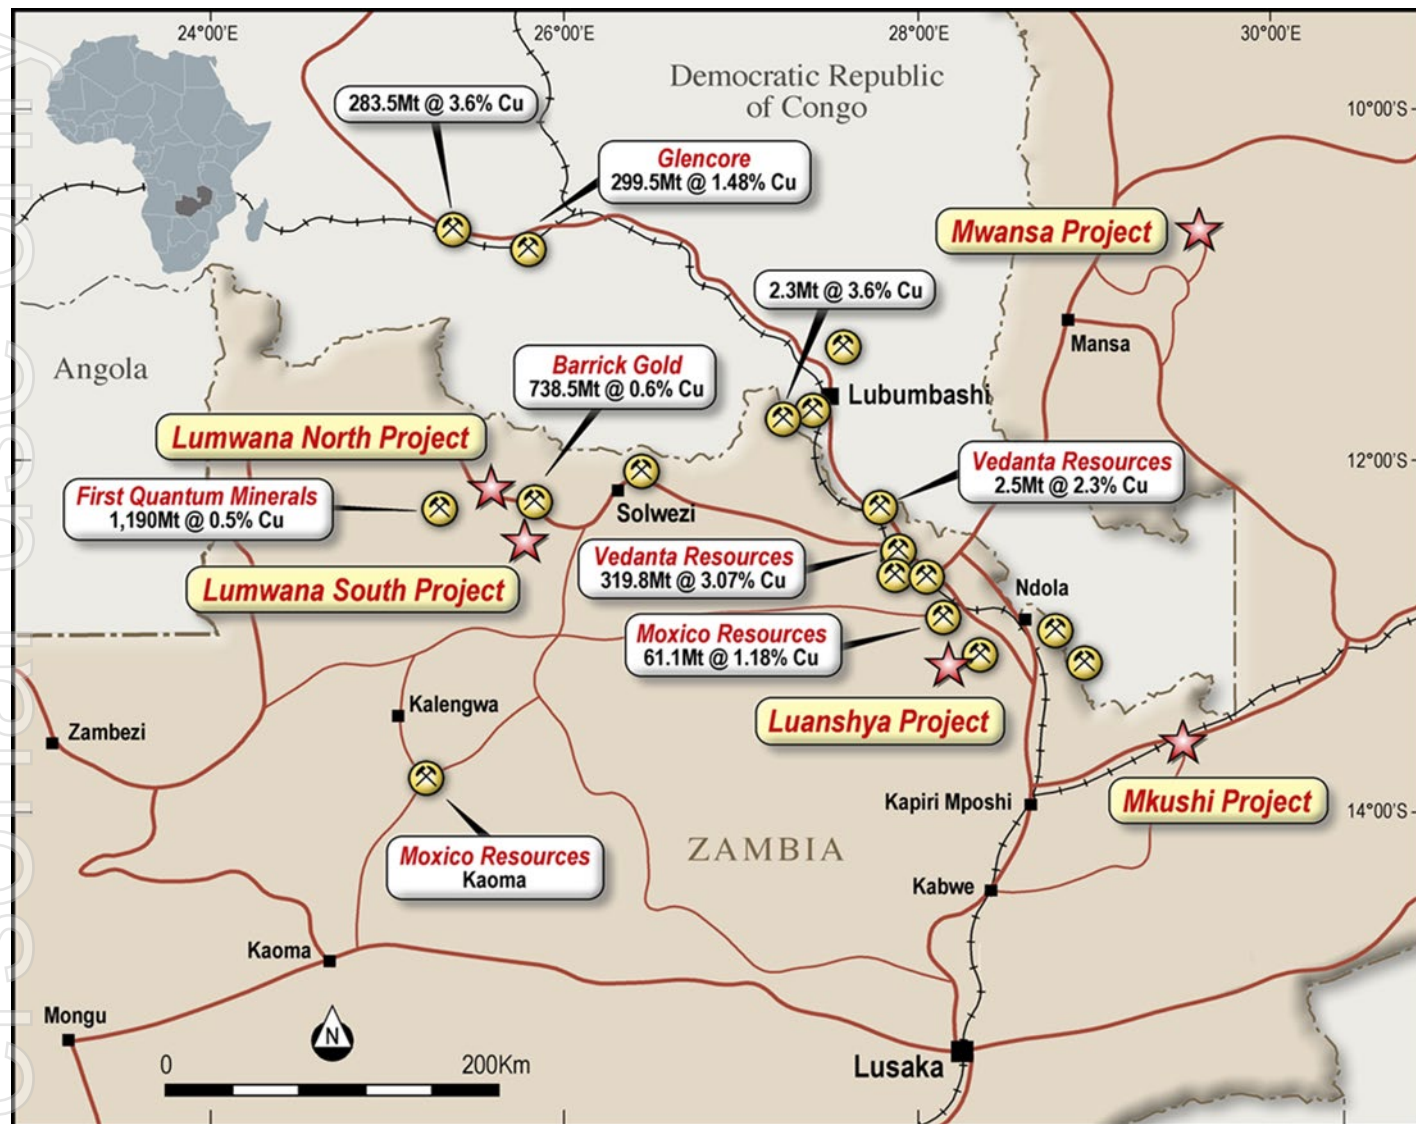 24°00'E
26°00'E
28°00'E
30°00'E
Democratic Republic
of Congo
10°00'S
283.5Mt @ 3.6% Cu
Glencore
299.5Mt @ 1.48% Cu
Mwansa Project
2.3Mt @ 3.6% Cu
Mansa
Angola
Barrick Gold
738.5Mt @ 0.6% Cu
Lubumbashi
Lumwana North Project
12°00'S
Vedanta Resources
2.5Mt @ 2.3% Cu
First Quantum Minerals
1,190Mt @ 0.5% Cu
Solwezi
Vedanta Resources
319.8Mt @ 3.07% Cu
Lumwana South Project
Ndola
Moxico Resources
61.1Mt @ 1.18% Cu
Kalengwa
Luanshya Project
Zambezi
Kapiri Mposhi
Mkushi Project
14°00'S
ZAMBIA
Moxico Resources
Kaoma
Kabwe
Kaoma
Mongu
N
0
200Km
Lusaka